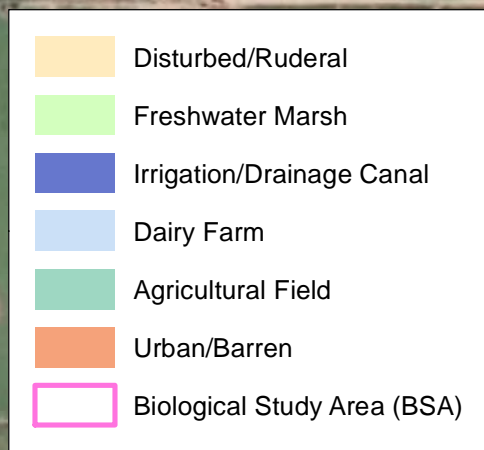 Disturbed/Ruderal
Freshwater Marsh
Irrigation/Drainage Canal
Dairy Farm
Agricultural Field
Urban/Barren
Biological Study Area (BSA)